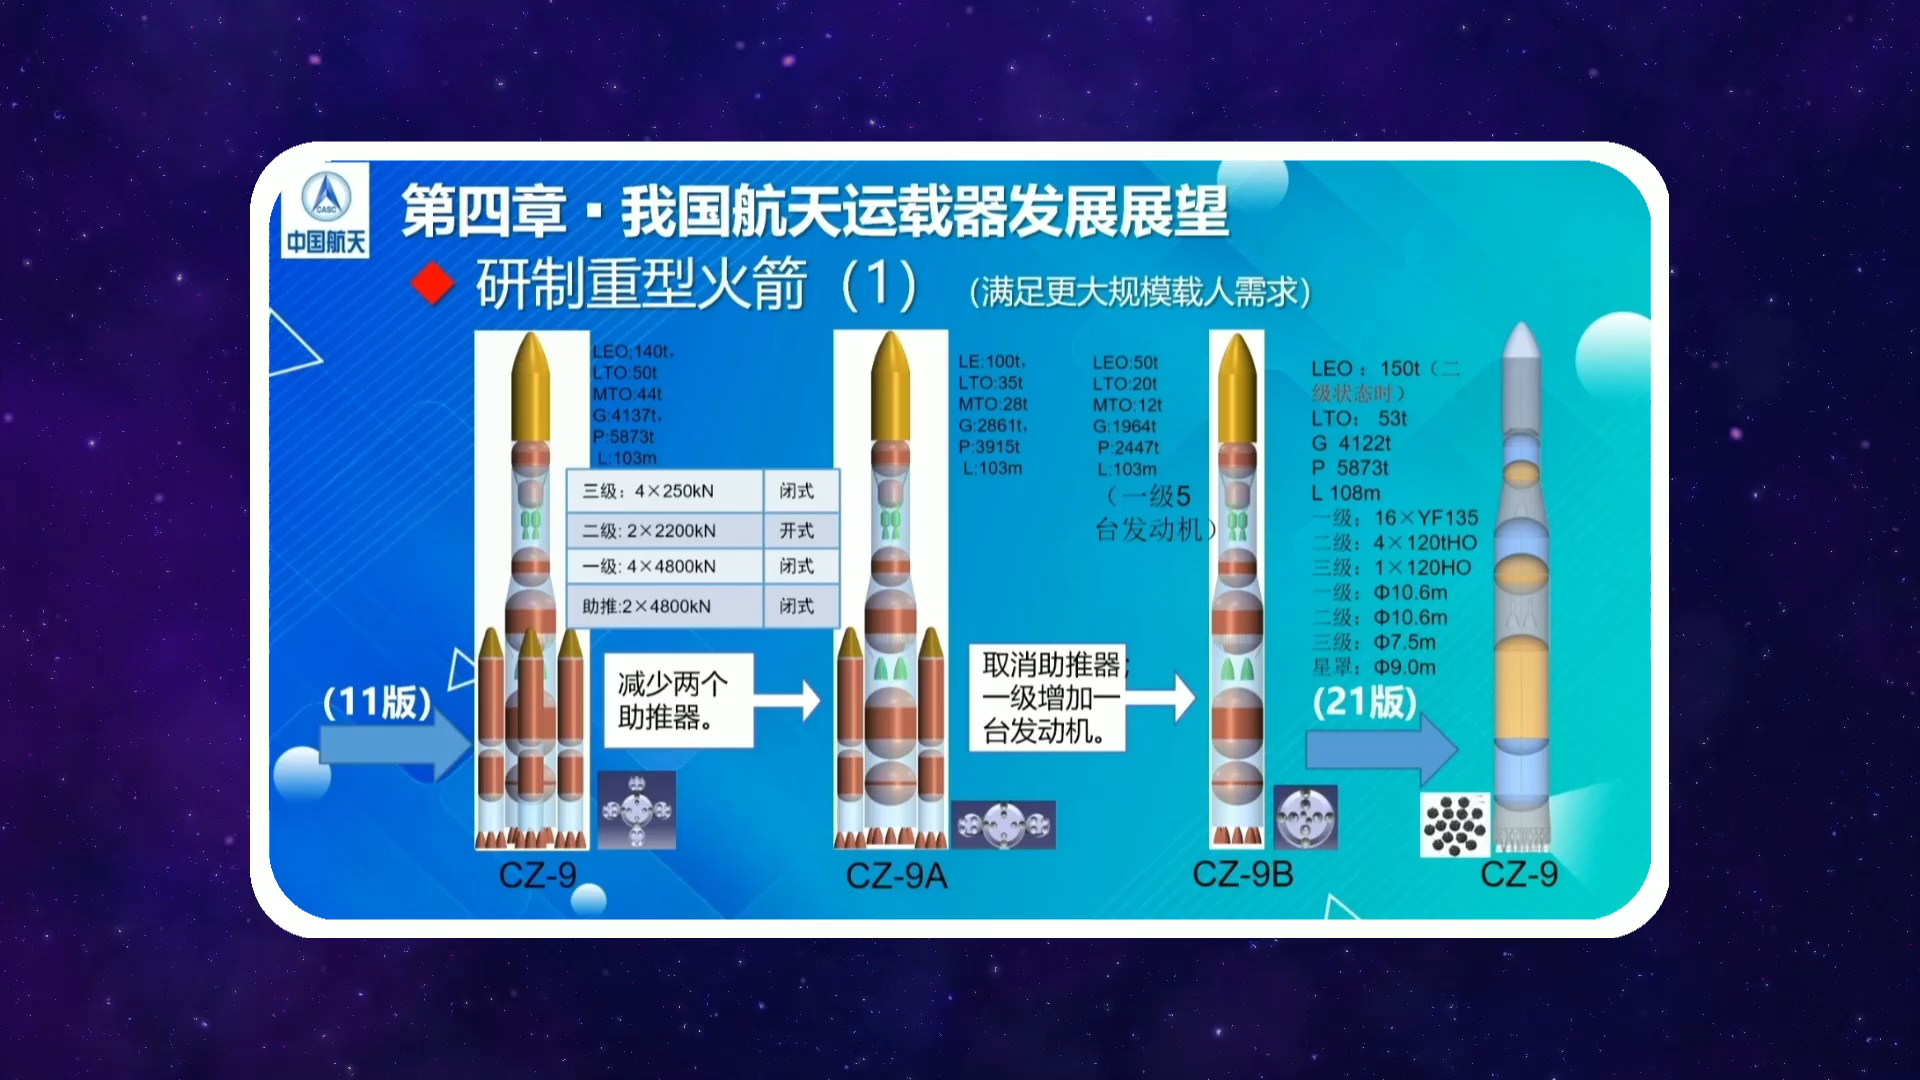 CASC
中国航天
第四章·我国航天运载器发展展望
研制重型火箭（1）（满足更大规模载人需求）
LEO;140t,
LTO:50t
MTO:44t
G:4137t,
P:5873t
L:103m
三级：4×250kN 闭式
二级: 2×2200kN 开式
一级: 4×4800kN 闭式
助推:2×4800kN 闭式
(11版)
减少两个
助推器。
CZ-9
LE:100t,
LTO:35t
MTO:28t
G:2861t,
P:3915t
L:103m
取消助推器;
一级增加一
台发动机。
CZ-9A
LEO:50t
LTO:20t
MTO:12t
G:1964t
P:2447t
L:103m
（一级5
台发动机）
CZ-9B
LEO： 150t（二
级状态时）
LTO： 53t
G 4122t
P 5873t
L 108m
一级：16×YF135
二级：4×120tHO
三级：1×120HO
一级：Φ10.6m
二级：Φ10.6m
三级：Φ7.5m
星罩：Φ9.0m
(21版)
CZ-9